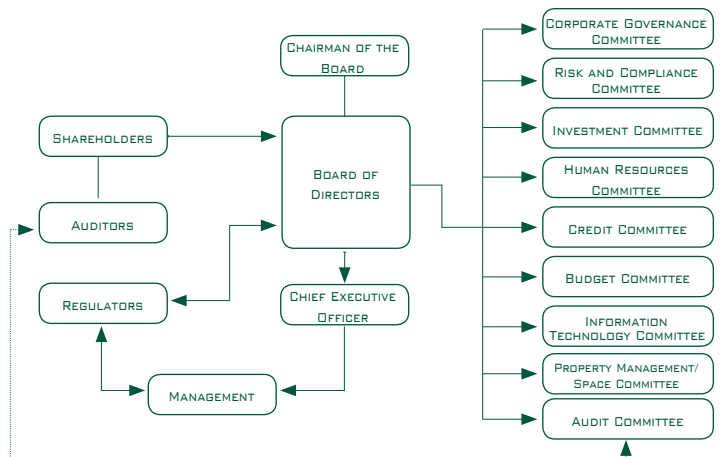 Corporate Governance
Committee
Chairman of the
Board
Risk and Compliance
Committee
Shareholders
Investment Committee
Board of
Directors
Human Resources
Committee
Auditors
Credit Committee
Budget Committee
Regulators
Chief Executive
Officer
Information
Technology Committee
Property Management/
Space Committee
Management
Audit Committee